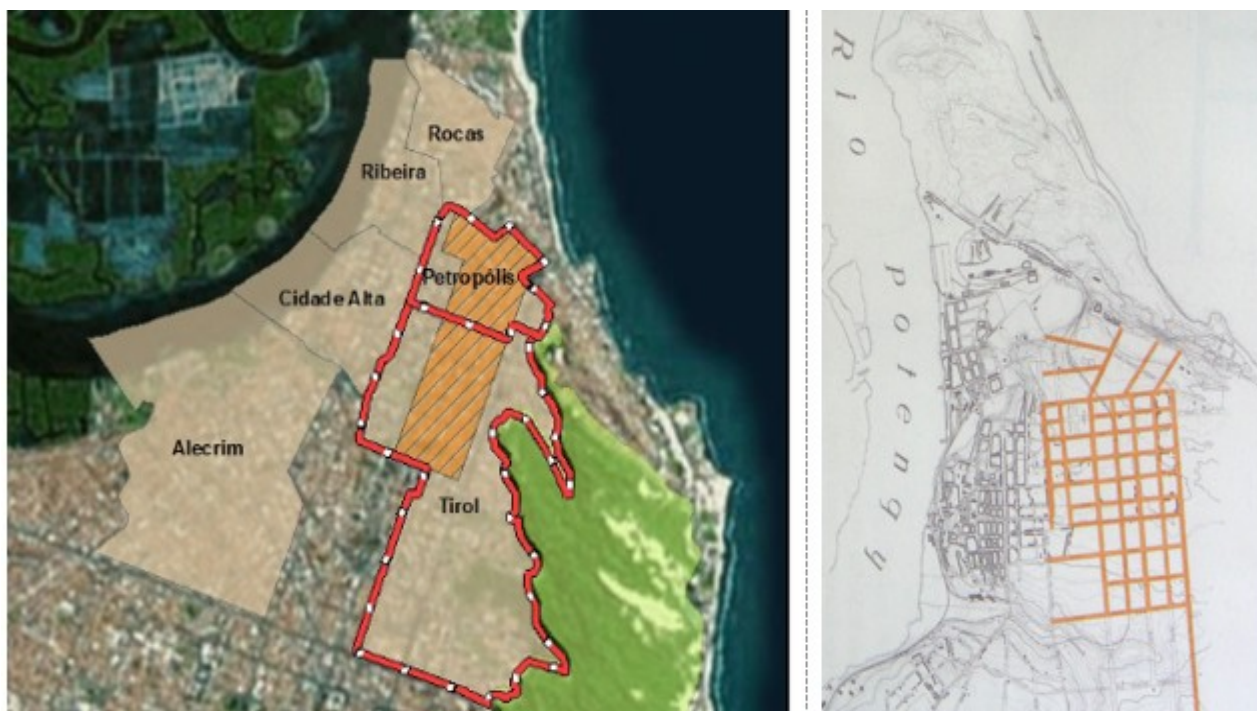 Rocas
Ribeira
Petropólis
Cidade Alta
Alecrim
Tirol
Rio
potengy